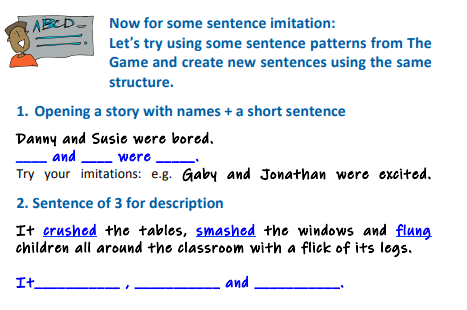 ABCD
Now for some sentence imitation:
Let's try using some sentence patterns from The
Game and create new sentences using the same
structure.
1. Opening a story with names + a short sentence
Danny and Susie were bored.
____ and ____ were _____.
Try your imitations: e.g. Gaby and Jonathan were excited.
2. Sentence of 3 for description
It crushed the tables, smashed the windows and flung
children all around the classroom with a flick of its legs.
It___________ , ___________ and ___________.